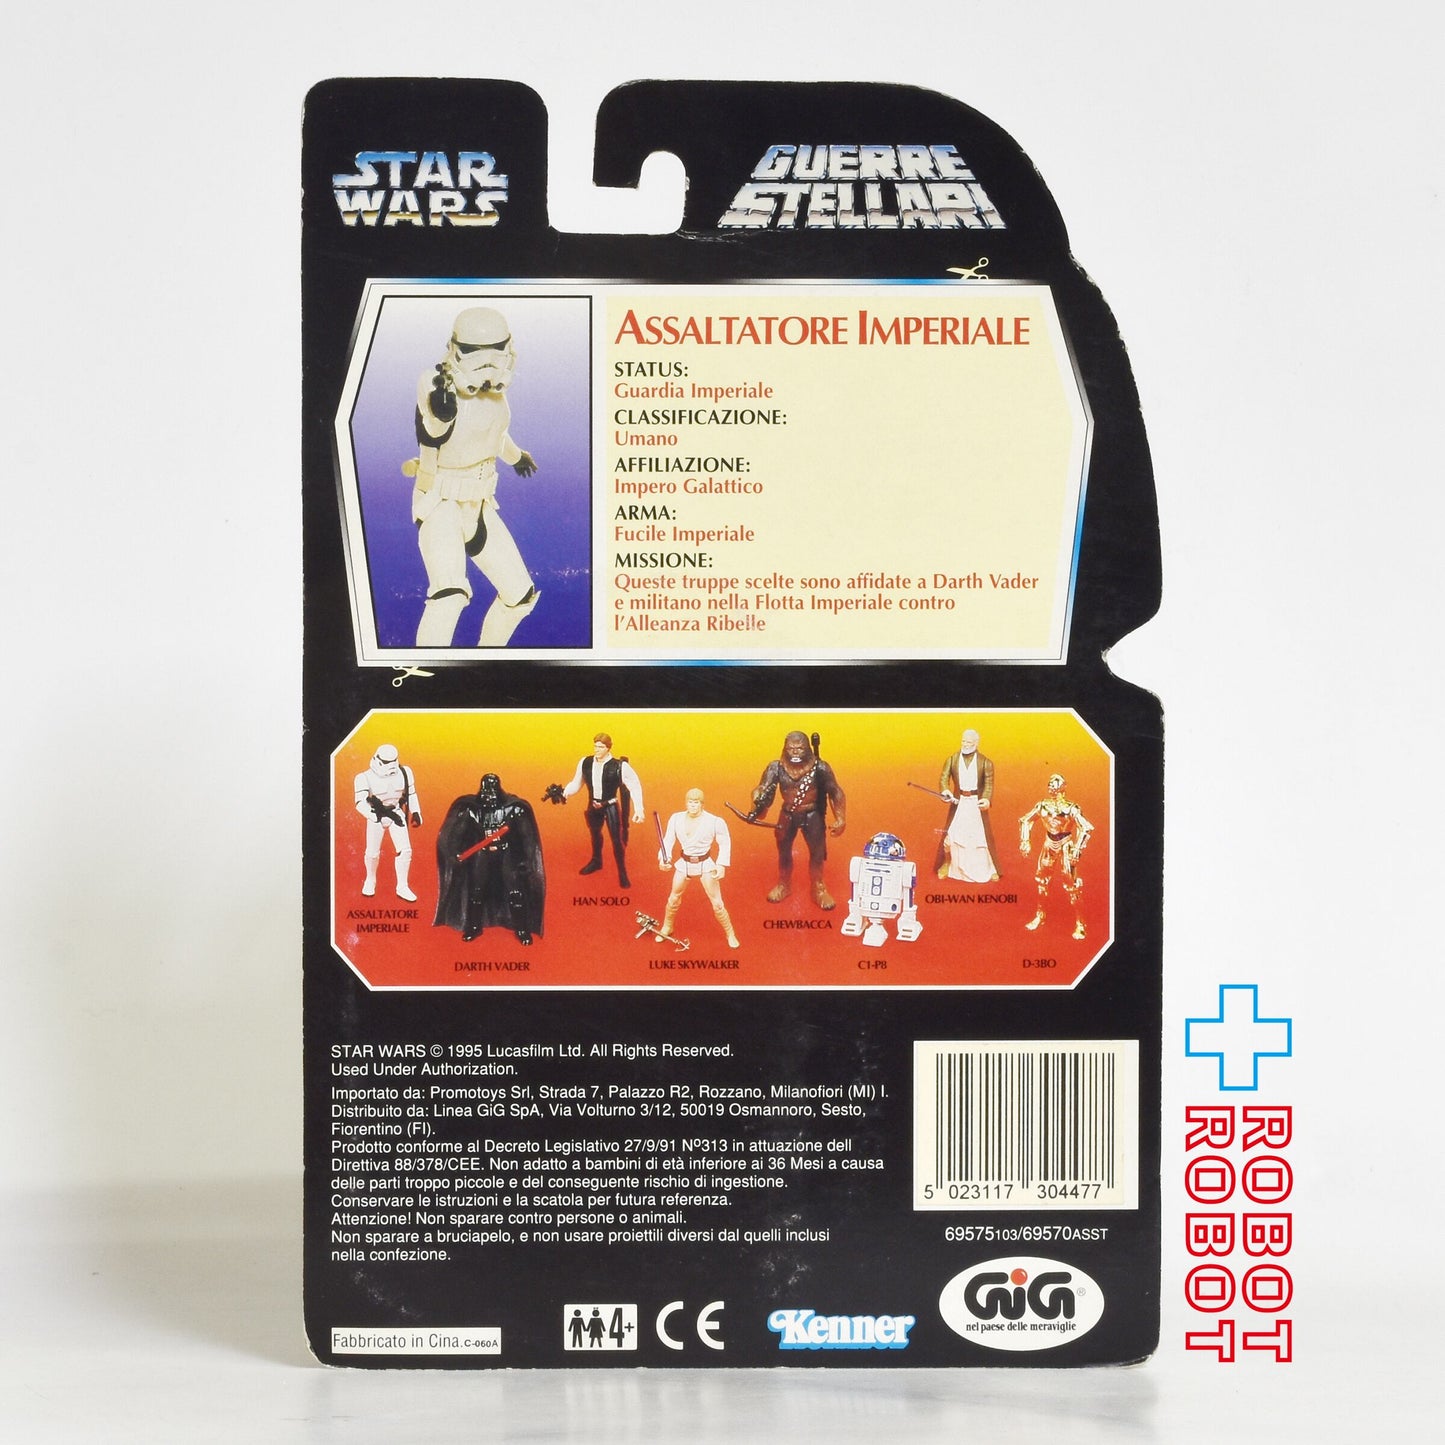 STAR WARS
GUERRE STELLARI
ASSALTATORE IMPERIALE
STATUS:
Guardia Imperiale
CLASSIFICAZIONE:
Umano
AFFILIAZIONE:
Impero Galattico
ARMA:
Fucile Imperiale
MISSIONE:
Queste truppe scelte sono affidate a Darth Vader
e militano nella Flotta Imperiale contro
l'Alleanza Ribelle
ASSALTATORE
IMPERIALE
DARTH VADER
HAN SOLO
LUKE SKYWALKER
CHEWBACCA
C1-P8
OBI-WAN KENOBI
D-3BO
STAR WARS © 1995 Lucasfilm Ltd. All Rights Reserved.
Used Under Authorization.
Importato da: Promotoys Srl, Strada 7, Palazzo R2, Rozzano, Milanofiori (MI) I.
Distribuito da: Linea GiG SpA, Via Volturno 3/12, 50019 Osmannoro, Sesto,
Fiorentino (FI).
Prodotto conforme al Decreto Legislativo 27/9/91 Nº313 in attuazione dell
Direttiva 88/378/CEE. Non adatto a bambini di età inferiore ai 36 Mesi a causa
delle parti troppo piccole e del conseguente rischio di ingestione.
Conservare le istruzioni e la scatola per futura referenza.
Attenzione! Non sparare contro persone o animali.
Non sparare a bruciapelo, e non usare proiettili diversi dal quelli inclusi
nella confezione.
5 023117 304477
69575103/69570ASST
GiG®
nel paese delle meraviglie
Fabbricato in Cina. C-060A
4+
CE
Kenner
ROBOT
ROBOT